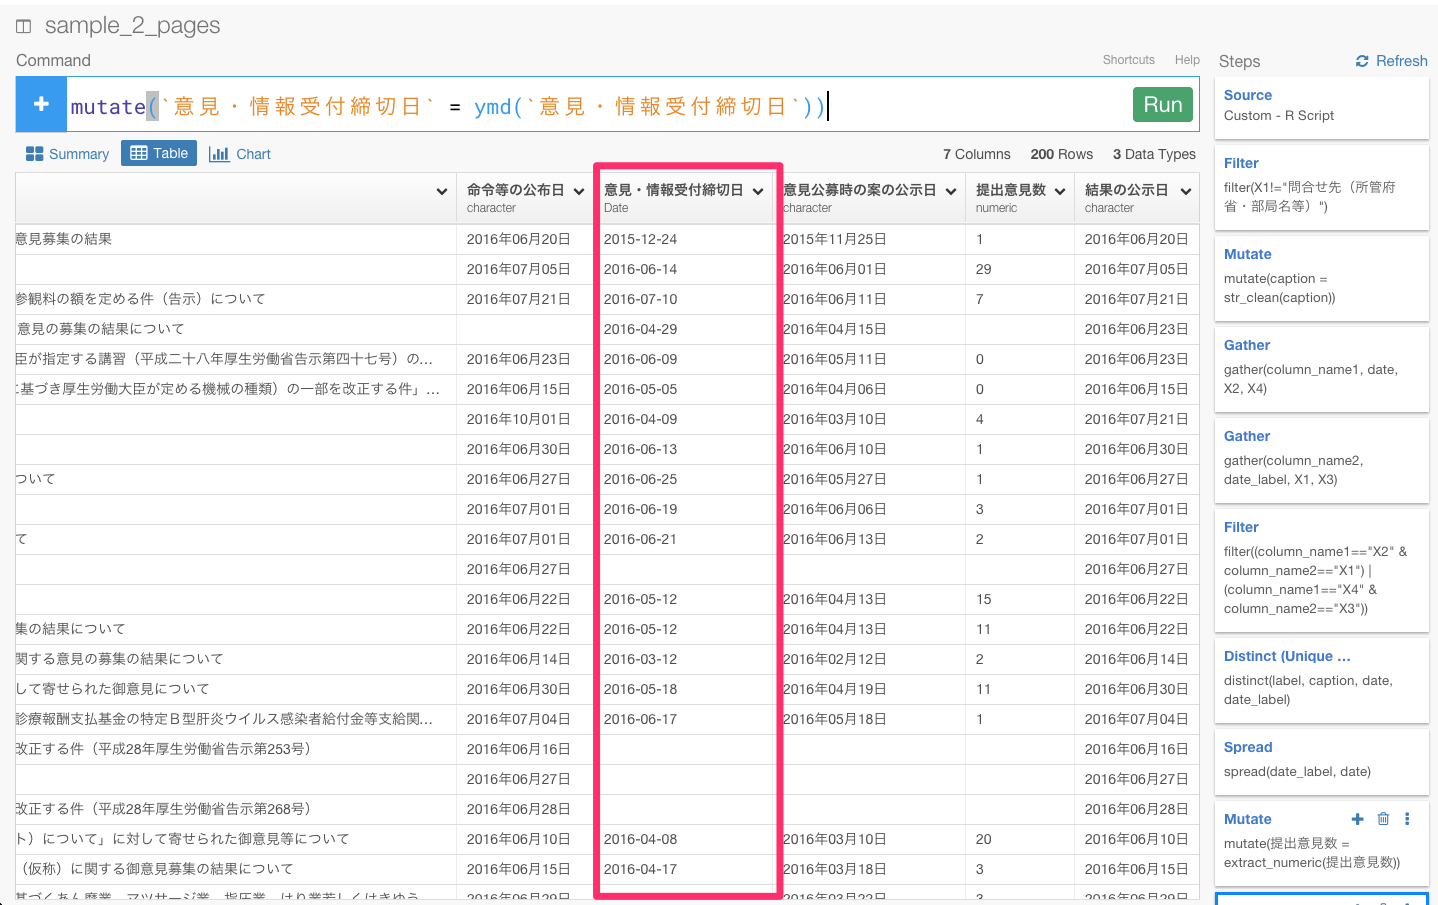 sample_2_pages
Command
Shortcuts Help
mutate(`意見・情報受付締切日` = ymd(`意見・情報受付締切日`))
Run
Summary Table Chart
7 Columns 200 Rows 3 Data Types
命令等の公布日 意見・情報受付締切日 意見公募時の案の公示日 提出意見数 結果の公示日
character Date character numeric character
意見募集の結果 2016年06月20日 2015-12-24 2015年11月25日 1 2016年06月20日
2016年07月05日 2016-06-14 2016年06月01日 29 2016年07月05日
参観料の額を定める件（告示）について 2016年07月21日 2016-07-10 2016年06月11日 7 2016年07月21日
意見の募集の結果について 2016-04-29 2016年04月15日 2016年06月23日
臣が指定する講習（平成二十八年厚生労働省告示第四十七号）の... 2016年06月23日 2016-06-09 2016年05月11日 0 2016年06月23日
基づき厚生労働大臣が定める機械の種類）の一部を改正する件」... 2016年06月15日 2016-05-05 2016年04月06日 0 2016年06月15日
2016年10月01日 2016-04-09 2016年03月10日 4 2016年07月21日
2016年06月30日 2016-06-13 2016年06月10日 1 2016年06月30日
ついて 2016年06月27日 2016-06-25 2016年05月27日 1 2016年06月27日
2016年07月01日 2016-06-19 2016年06月06日 3 2016年07月01日
て 2016年07月01日 2016-06-21 2016年06月13日 2 2016年07月01日
2016年06月27日 2016年06月27日
2016年06月22日 2016-05-12 2016年04月13日 15 2016年06月22日
集の結果について 2016年06月22日 2016-05-12 2016年04月13日 11 2016年06月22日
関する意見の募集の結果について 2016年06月14日 2016-03-12 2016年02月12日 2 2016年06月14日
して寄せられた御意見について 2016年06月30日 2016-05-18 2016年04月19日 11 2016年06月30日
診療報酬支払基金の特定Ｂ型肝炎ウイルス感染者給付金等支給関... 2016年07月04日 2016-06-17 2016年05月18日 1 2016年07月04日
改正する件（平成28年厚生労働省告示第253号） 2016年06月16日 2016年06月16日
2016年06月27日 2016年06月27日
改正する件（平成28年厚生労働省告示第268号） 2016年06月28日 2016年06月28日
ト）について」に対して寄せられた御意見等について 2016年06月10日 2016-04-08 2016年03月10日 20 2016年06月10日
（仮称）に関する御意見募集の結果について 2016年06月15日 2016-04-17 2016年03月18日 3 2016年06月15日
Steps Refresh
Source
Custom - R Script
Filter
filter(X1!="問合せ先（所管府
省・部局名等）")
Mutate
mutate(caption =
str_clean(caption))
Gather
gather(column_name1, date,
X2, X4)
Gather
gather(column_name2,
date_label, X1, X3)
Filter
filter((column_name1=="X2" &
column_name2=="X1") |
(column_name1=="X4" &
column_name2=="X3"))
Distinct (Unique ...
distinct(label, caption, date,
date_label)
Spread
spread(date_label, date)
Mutate
mutate(提出意見数 =
extract_numeric(提出意見数))